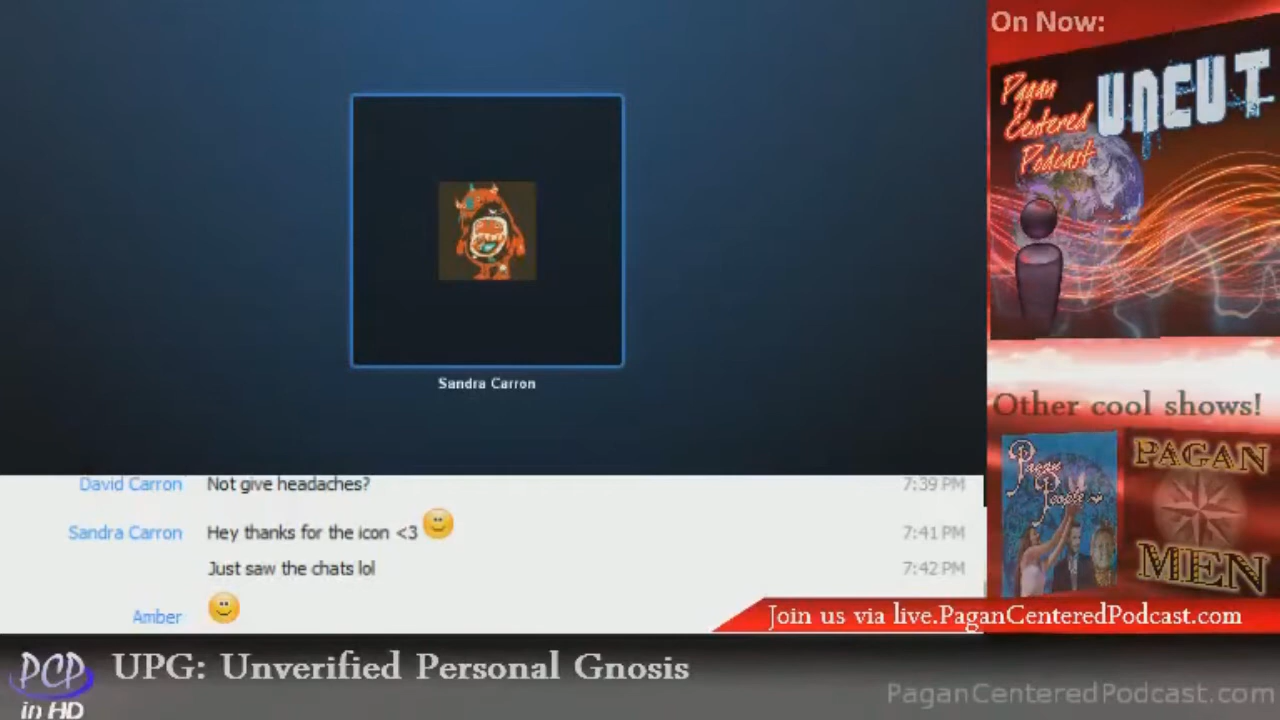 On Now:
Pagan
Centered
Podcast
UNCUT
Sandra Carron
David Carron Not give headaches? 7:39 PM
Sandra Carron Hey thanks for the icon <3 7:41 PM
Just saw the chats lol 7:42 PM
Amber
Other cool shows!
Pagan
People
PAGAN
MEN
Join us via live.PaganCenteredPodcast.com
PCP
in HD
UPG: Unverified Personal Gnosis
PaganCenteredPodcast.com